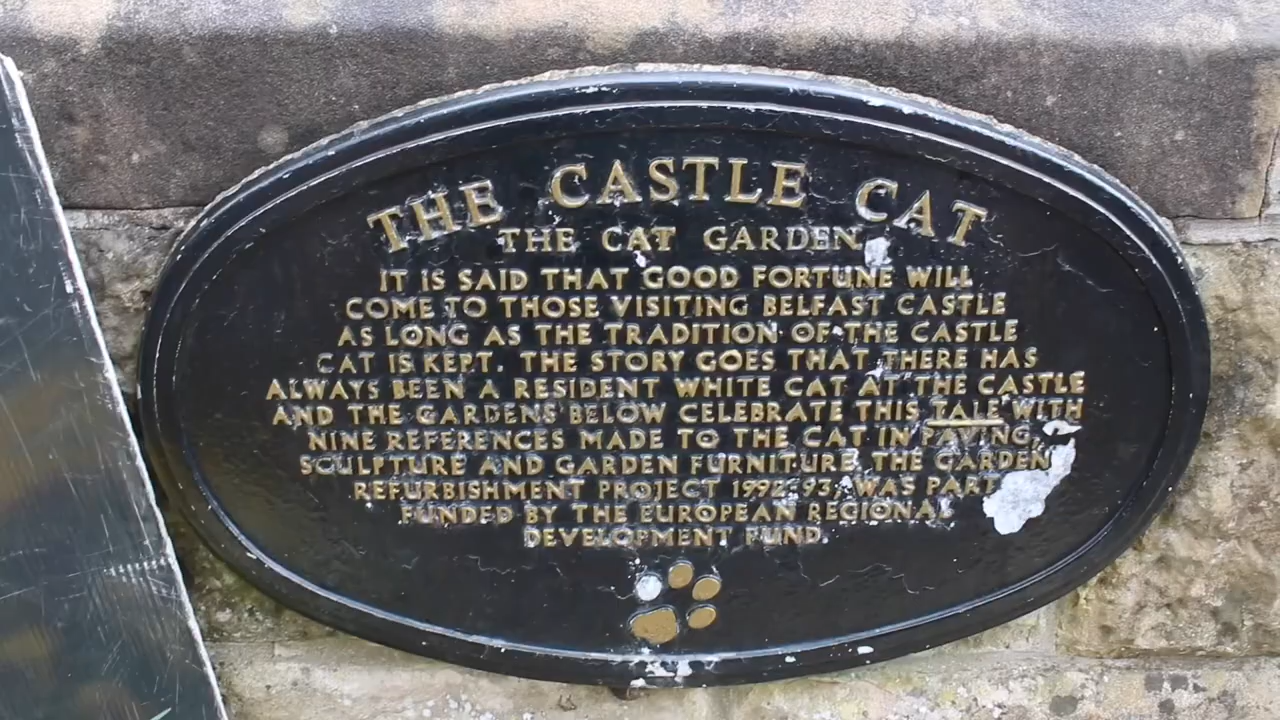 THE CASTLE CAT
THE CAT GARDEN
IT IS SAID THAT GOOD FORTUNE WILL
COME TO THOSE VISITING BELFAST CASTLE
AS LONG AS THE TRADITION OF THE CASTLE
CAT IS KEPT. THE STORY GOES THAT THERE HAS
ALWAYS BEEN A RESIDENT WHITE CAT AT THE CASTLE
AND THE GARDENS BELOW CELEBRATE THIS TALE WITH
NINE REFERENCES MADE TO THE CAT IN PAVING,
SCULPTURE AND GARDEN FURNITURE. THE GARDEN
REFURBISHMENT PROJECT 1992-93, WAS PART
FUNDED BY THE EUROPEAN REGIONAL
DEVELOPMENT FUND.